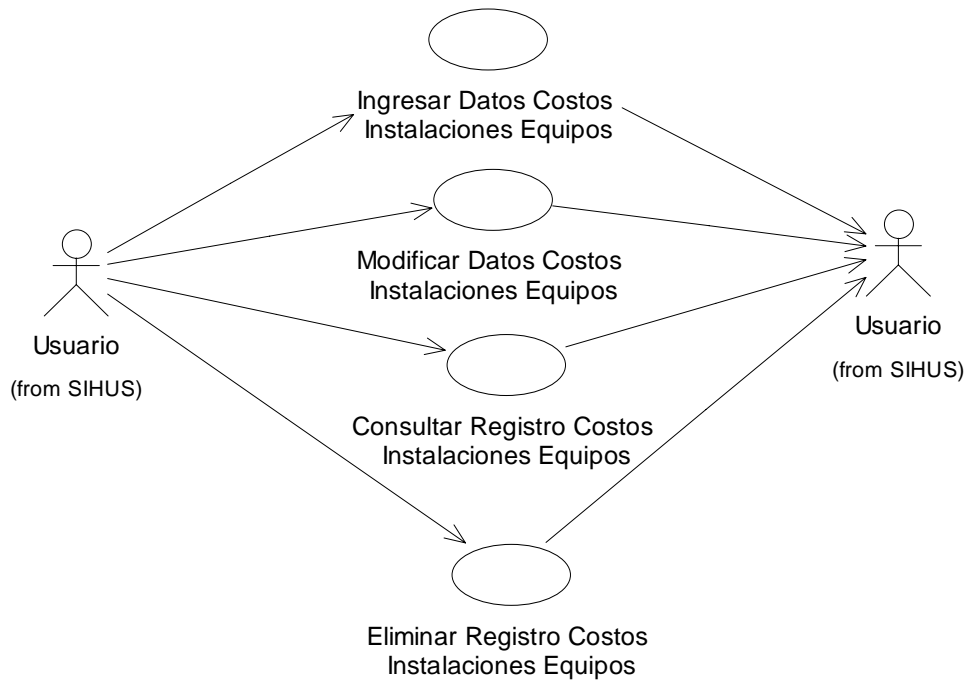 Ingresar Datos Costos
Instalaciones Equipos
Modificar Datos Costos
Instalaciones Equipos
Usuario
(from SIHUS)
Usuario
(from SIHUS)
Consultar Registro Costos
Instalaciones Equipos
Eliminar Registro Costos
Instalaciones Equipos